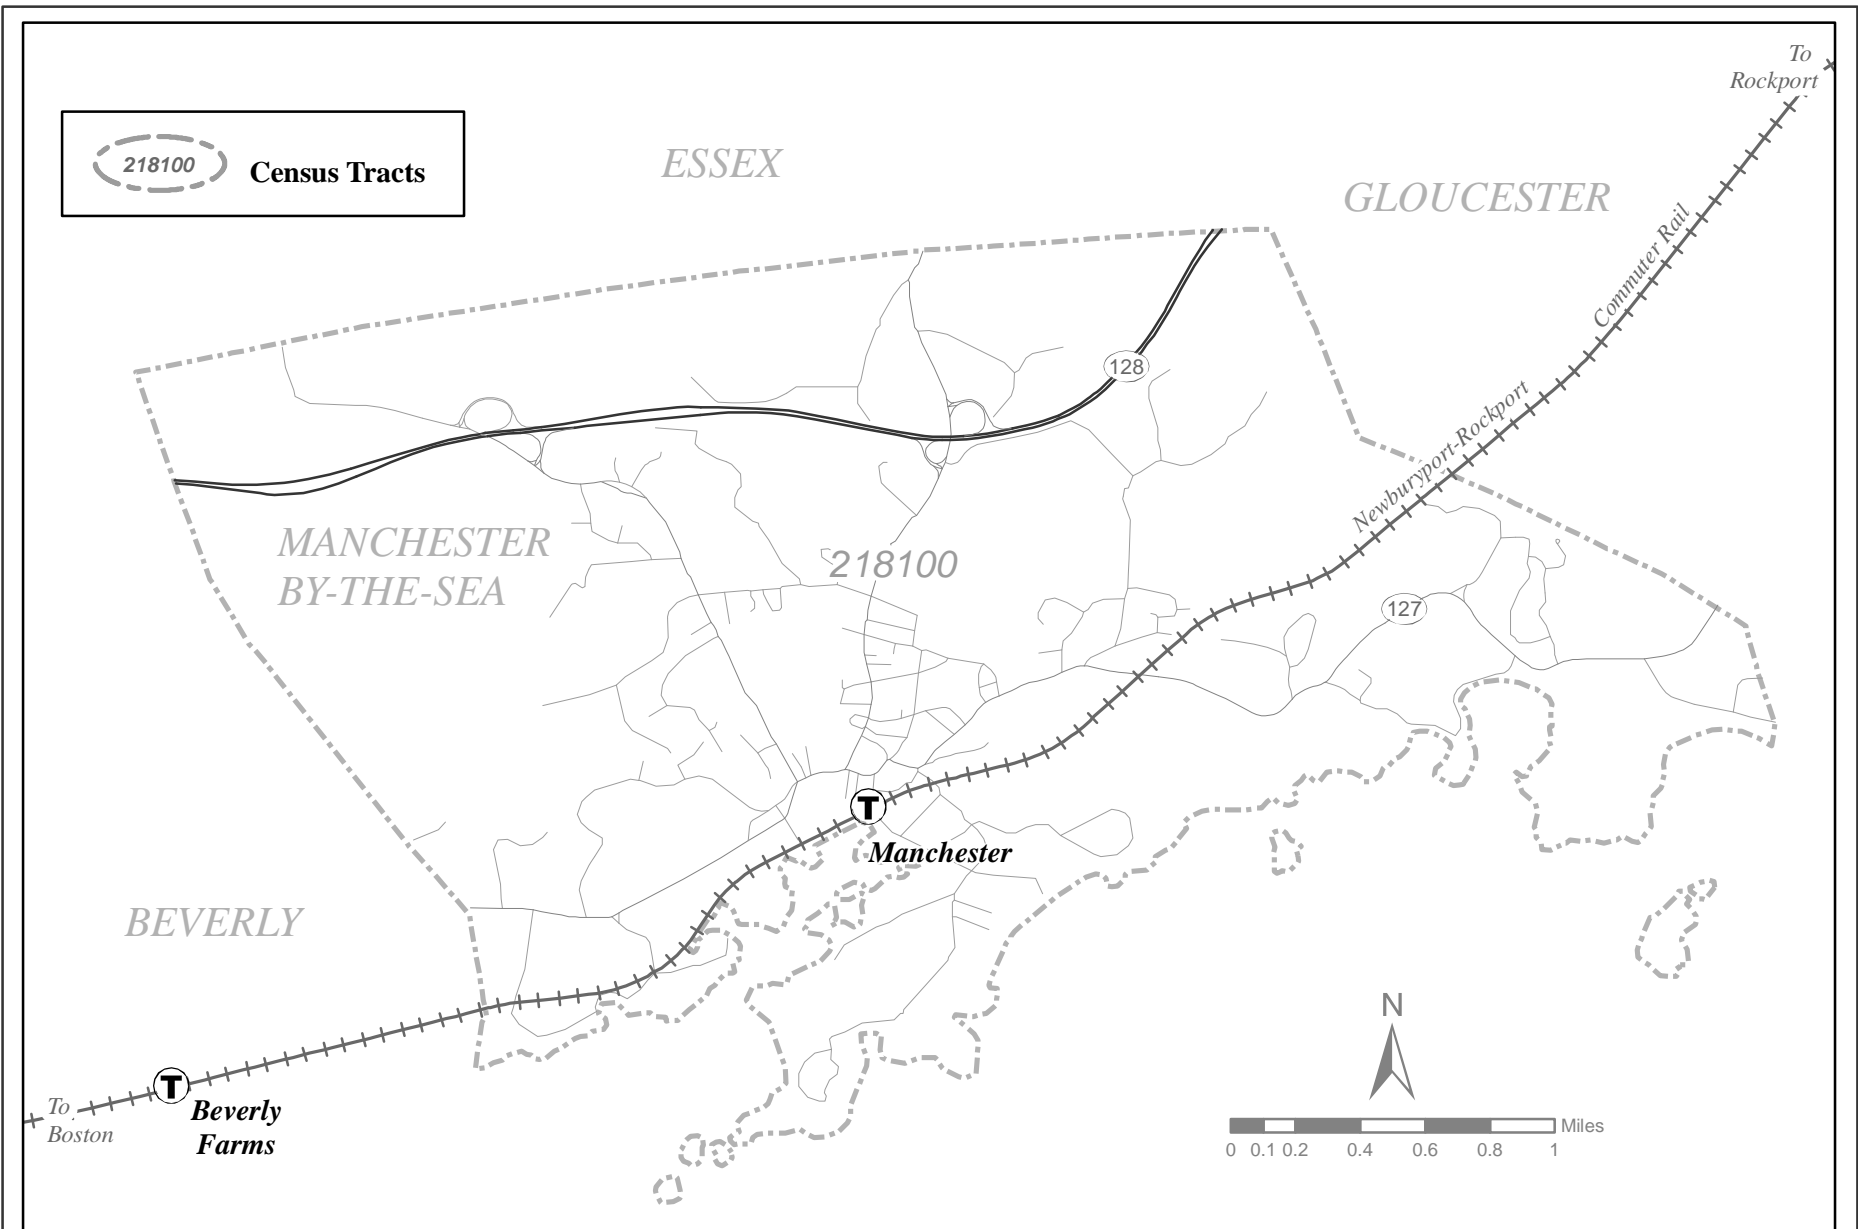 To
Rockport
218100
Census Tracts
ESSEX
GLOUCESTER
Commuter Rail
128
Newburyport-Rockport
MANCHESTER
BY-THE-SEA
218100
127
T
Manchester
BEVERLY
N
T
Beverly
Farms
To
Boston
Miles
0 0.1 0.2 0.4 0.6 0.8 1